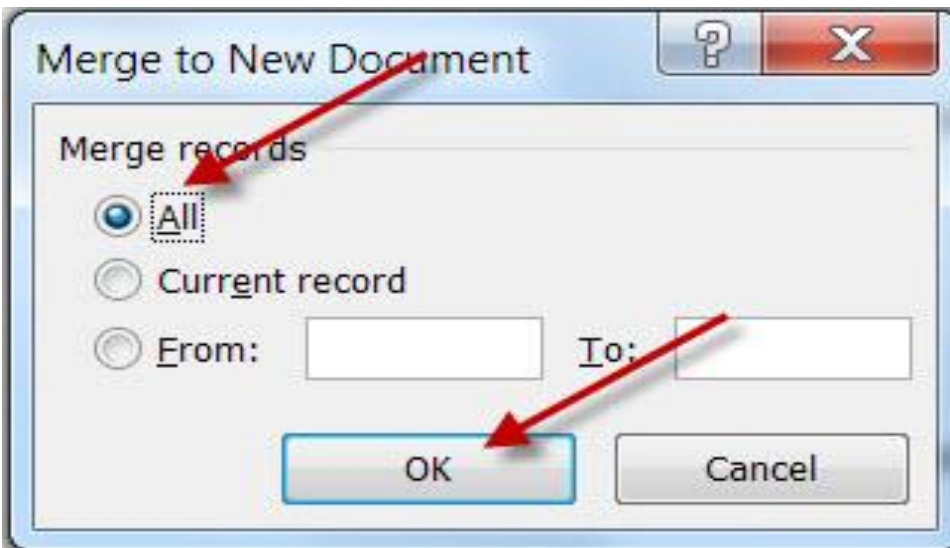 Merge to New Document
?
X
Merge records
All
Current record
From: To:
OK Cancel